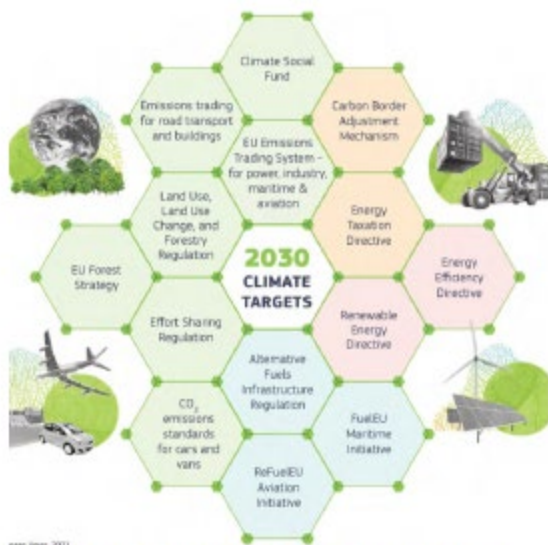 Climate Social
Fund
Emissions trading
for road transport
and buildings
Carbon Border
Adjustment
Mechanism
EU Emissions
Trading System –
for power, industry,
maritime &
aviation
Land Use,
Land Use
Change, and
Forestry
Regulation
Energy
Taxation
Directive
2030
CLIMATE
TARGETS
EU Forest
Strategy
Energy
Efficiency
Directive
Effort Sharing
Regulation
Renewable
Energy
Directive
Alternative
Fuels
Infrastructure
Regulation
CO₂
emissions
standards
for cars and
vans
FuelEU
Maritime
Initiative
ReFuelEU
Aviation
Initiative